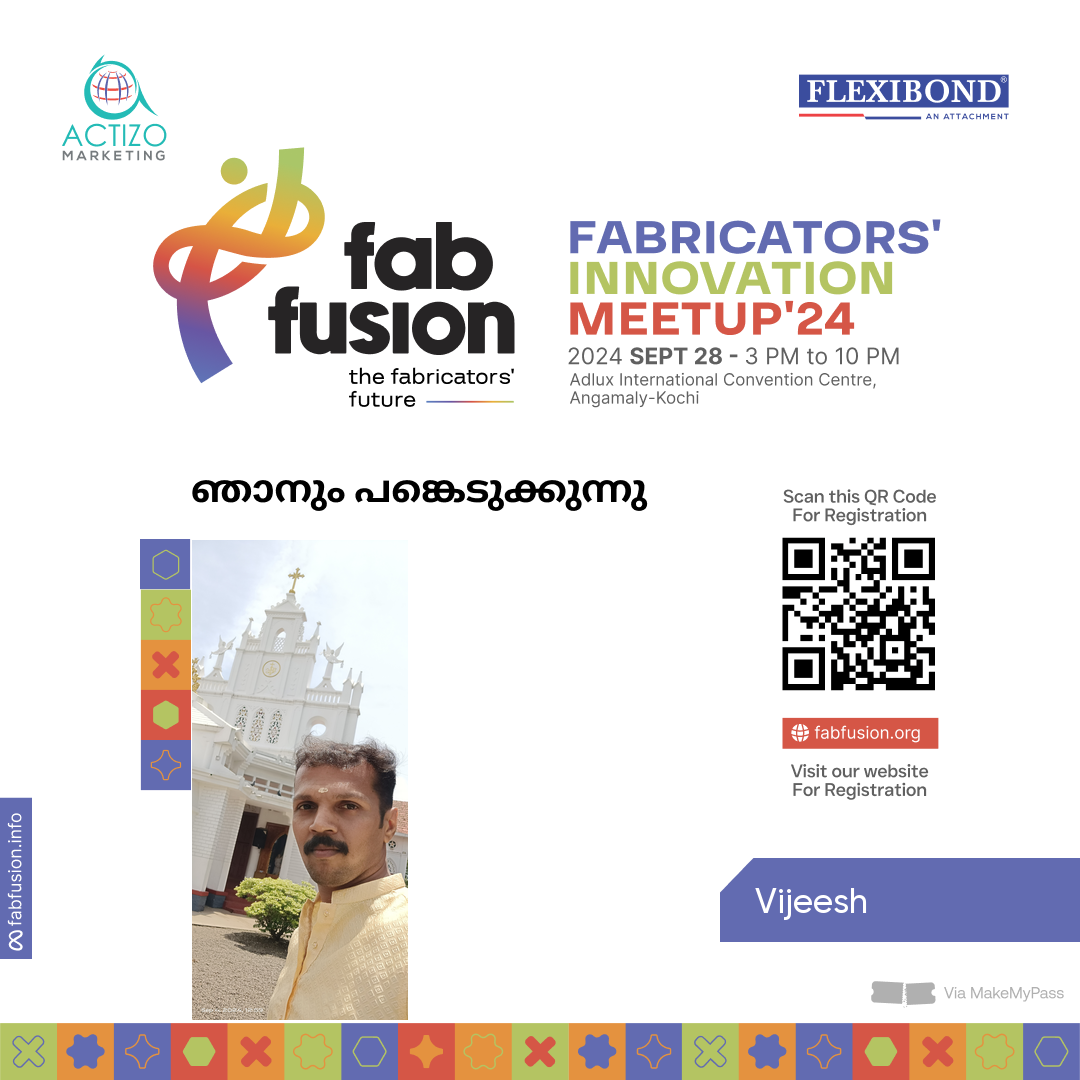 ACTIZO
MARKETING
FLEXIBOND®
AN ATTACHMENT
fab
fusion
the fabricators'
future
FABRICATORS'
INNOVATION
MEETUP'24
2024 SEPT 28 - 3 PM to 10 PM
Adlux International Convention Centre,
Angamaly-Kochi
ഞാനും പങ്കെടുക്കുന്നു
Scan this QR Code
For Registration
fabfusion.org
Visit our website
For Registration
fabfusion.info
Vijeesh
Via MakeMyPass